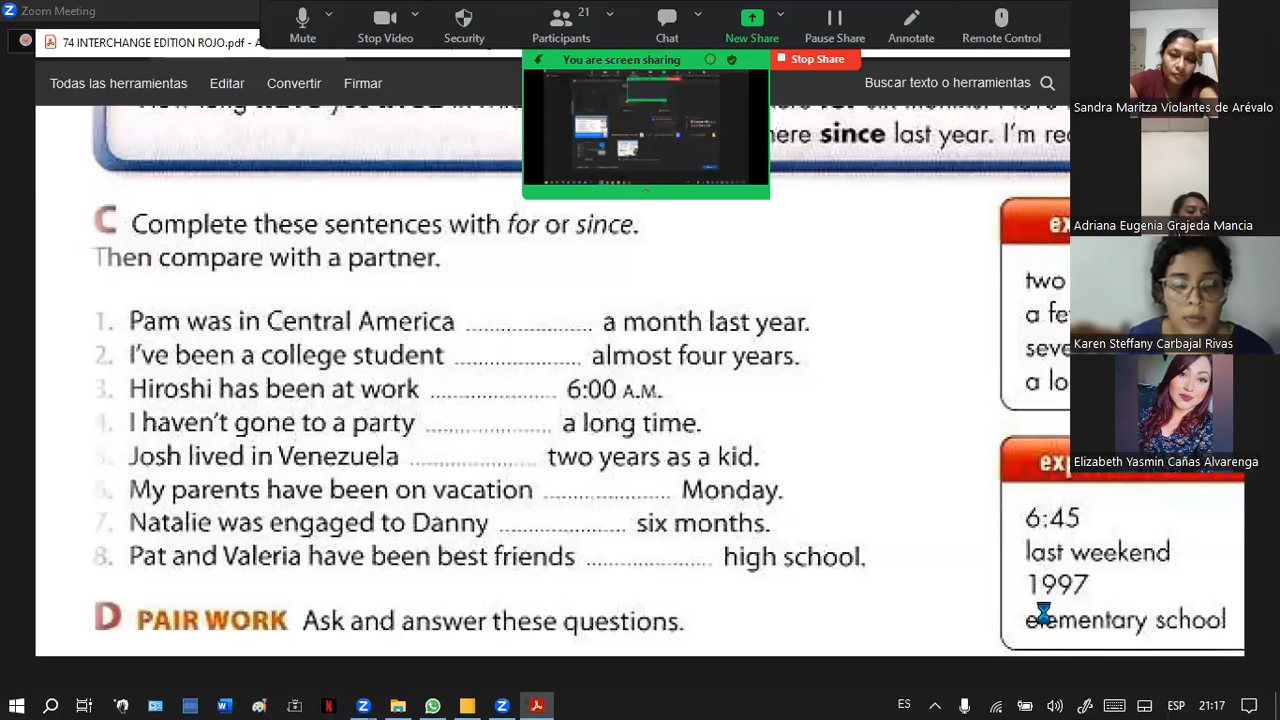 Zoom Meeting
Mute
Stop Video
Security
21
Participants
Chat
New Share
Pause Share
Annotate
Remote Control
74 INTERCHANGE EDITION ROJO.pdf - A
You are screen sharing
Stop Share
Todas las herramientas
Editar
Convertir
Firmar
Buscar texto o herramientas
here since last year. I'm re
C Complete these sentences with for or since.
Then compare with a partner.
1. Pam was in Central America .................... a month last year.
2. I've been a college student .................... almost four years.
3. Hiroshi has been at work .................... 6:00 A.M.
4. I haven't gone to a party .................... a long time.
5. Josh lived in Venezuela .................... two years as a kid.
6. My parents have been on vacation .................... Monday.
7. Natalie was engaged to Danny .................... six months.
8. Pat and Valeria have been best friends .................... high school.
D PAIR WORK Ask and answer these questions.
ex
two
a fe
seve
a lo
exp
6:45
last weekend
1997
elementary school
Sandra Maritza Violantes de Arévalo
Adriana Eugenia Grajeda Mancia
Karen Steffany Carbajal Rivas
Elizabeth Yasmin Cañas Alvarenga
ES
ESP
21:17